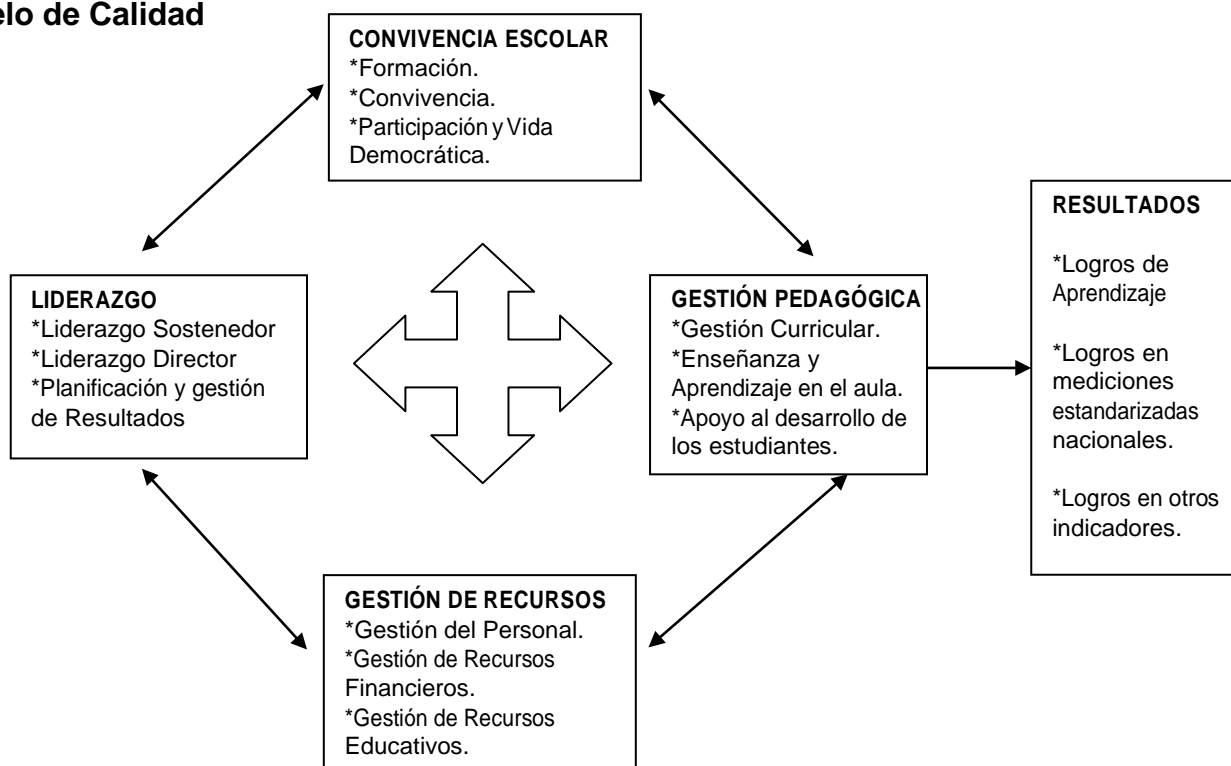 elo de Calidad
CONVIVENCIA ESCOLAR
*Formación.
*Convivencia.
*Participación y Vida
Democrática.
LIDERAZGO
*Liderazgo Sostenedor
*Liderazgo Director
*Planificación y gestión
de Resultados
GESTIÓN PEDAGÓGICA
*Gestión Curricular.
*Enseñanza y
Aprendizaje en el aula.
*Apoyo al desarrollo de
los estudiantes.
RESULTADOS
*Logros de
Aprendizaje
*Logros en
mediciones
estandarizadas
nacionales.
*Logros en otros
indicadores.
GESTIÓN DE RECURSOS
*Gestión del Personal.
*Gestión de Recursos
Financieros.
*Gestión de Recursos
Educativos.